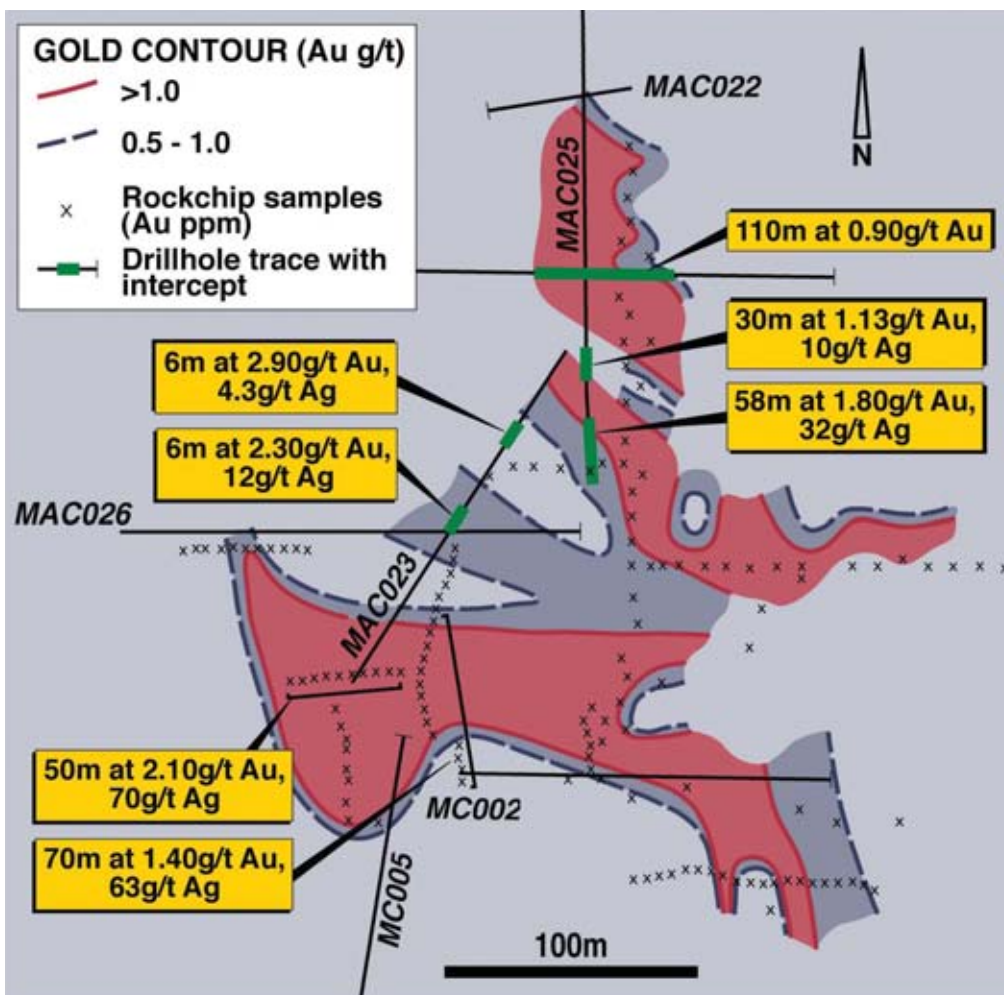 GOLD CONTOUR (Au g/t)
>1.0
0.5 - 1.0
Rockchip samples
(Au ppm)
Drillhole trace with
intercept
MAC022
N
MAC025
110m at 0.90g/t Au
30m at 1.13g/t Au,
10g/t Ag
6m at 2.90g/t Au,
4.3g/t Ag
58m at 1.80g/t Au,
32g/t Ag
6m at 2.30g/t Au,
12g/t Ag
MAC026
MAC023
50m at 2.10g/t Au,
70g/t Ag
MC002
70m at 1.40g/t Au,
63g/t Ag
MC005
100m